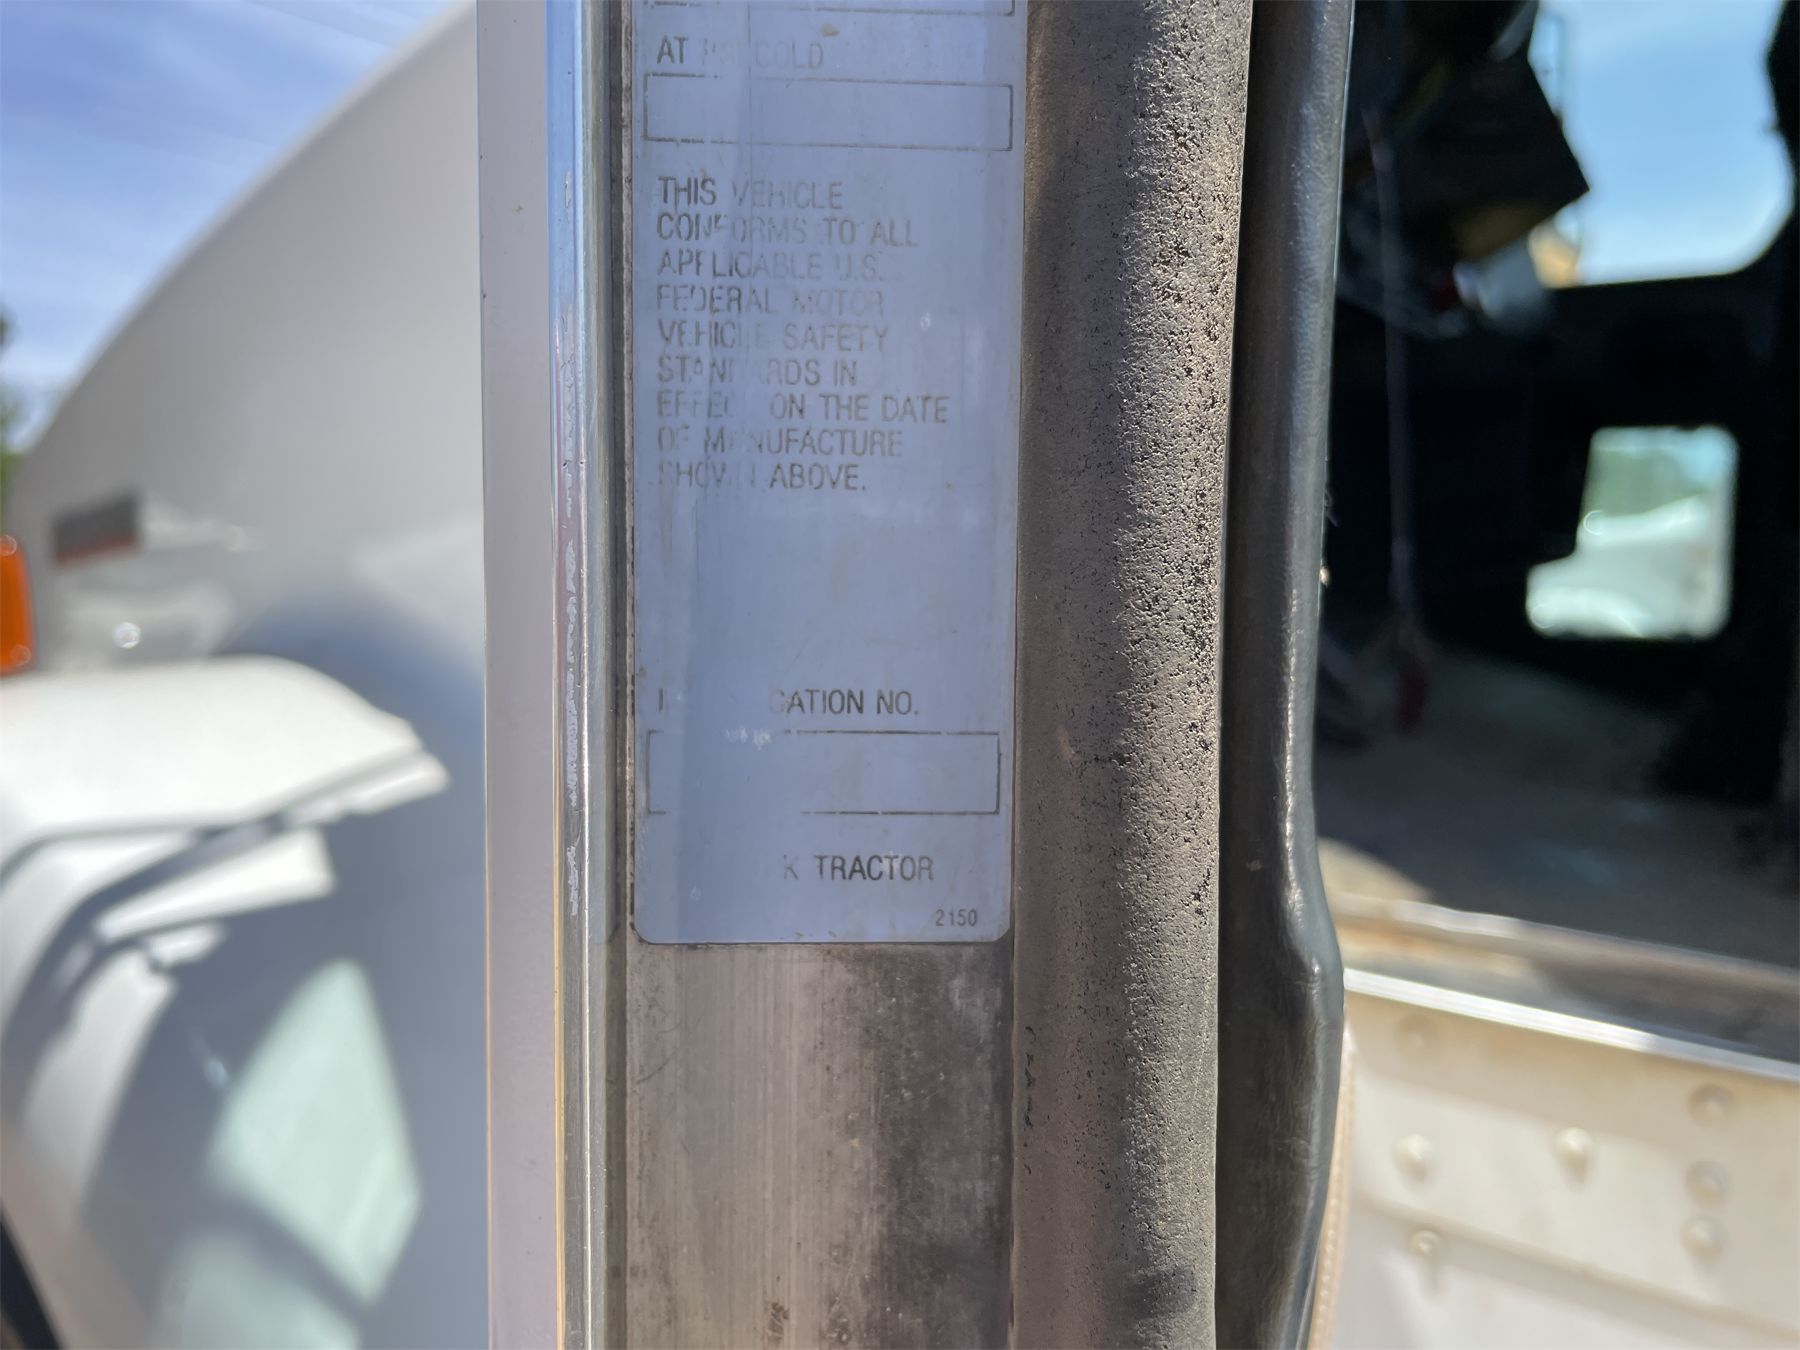 AT PSI COLD
THIS VEHICLE
CONFORMS TO ALL
APPLICABLE U.S.
FEDERAL MOTOR
VEHICLE SAFETY
STANDARDS IN
EFFECT ON THE DATE
OF MANUFACTURE
SHOWN ABOVE.
CATION NO.
K TRACTOR
2150